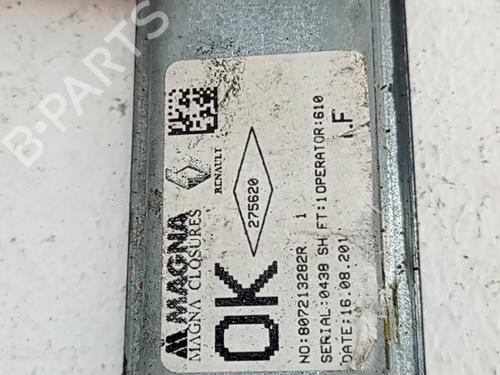 MAGNA
MAGNA CLOSURES
RENAULT
275620
OK
NO:807213282R 1
SERIAL:0438 SH FT:1OPERATOR:610
DATE:16.08.201
F
B-PARTS